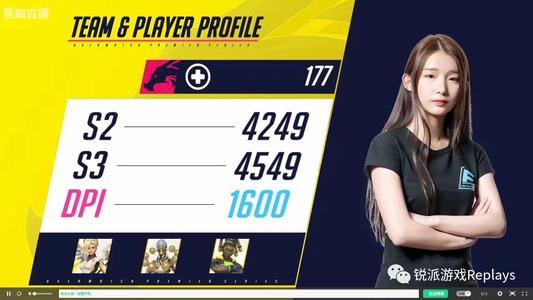 熊猫直播
TEAM & PLAYER PROFILE
OVERWATCH PREMIER SERIES
177
S2 4249
S3 4549
DPI 1600
OVERWATCH PREMIER SERIES
锐派游戏Replays